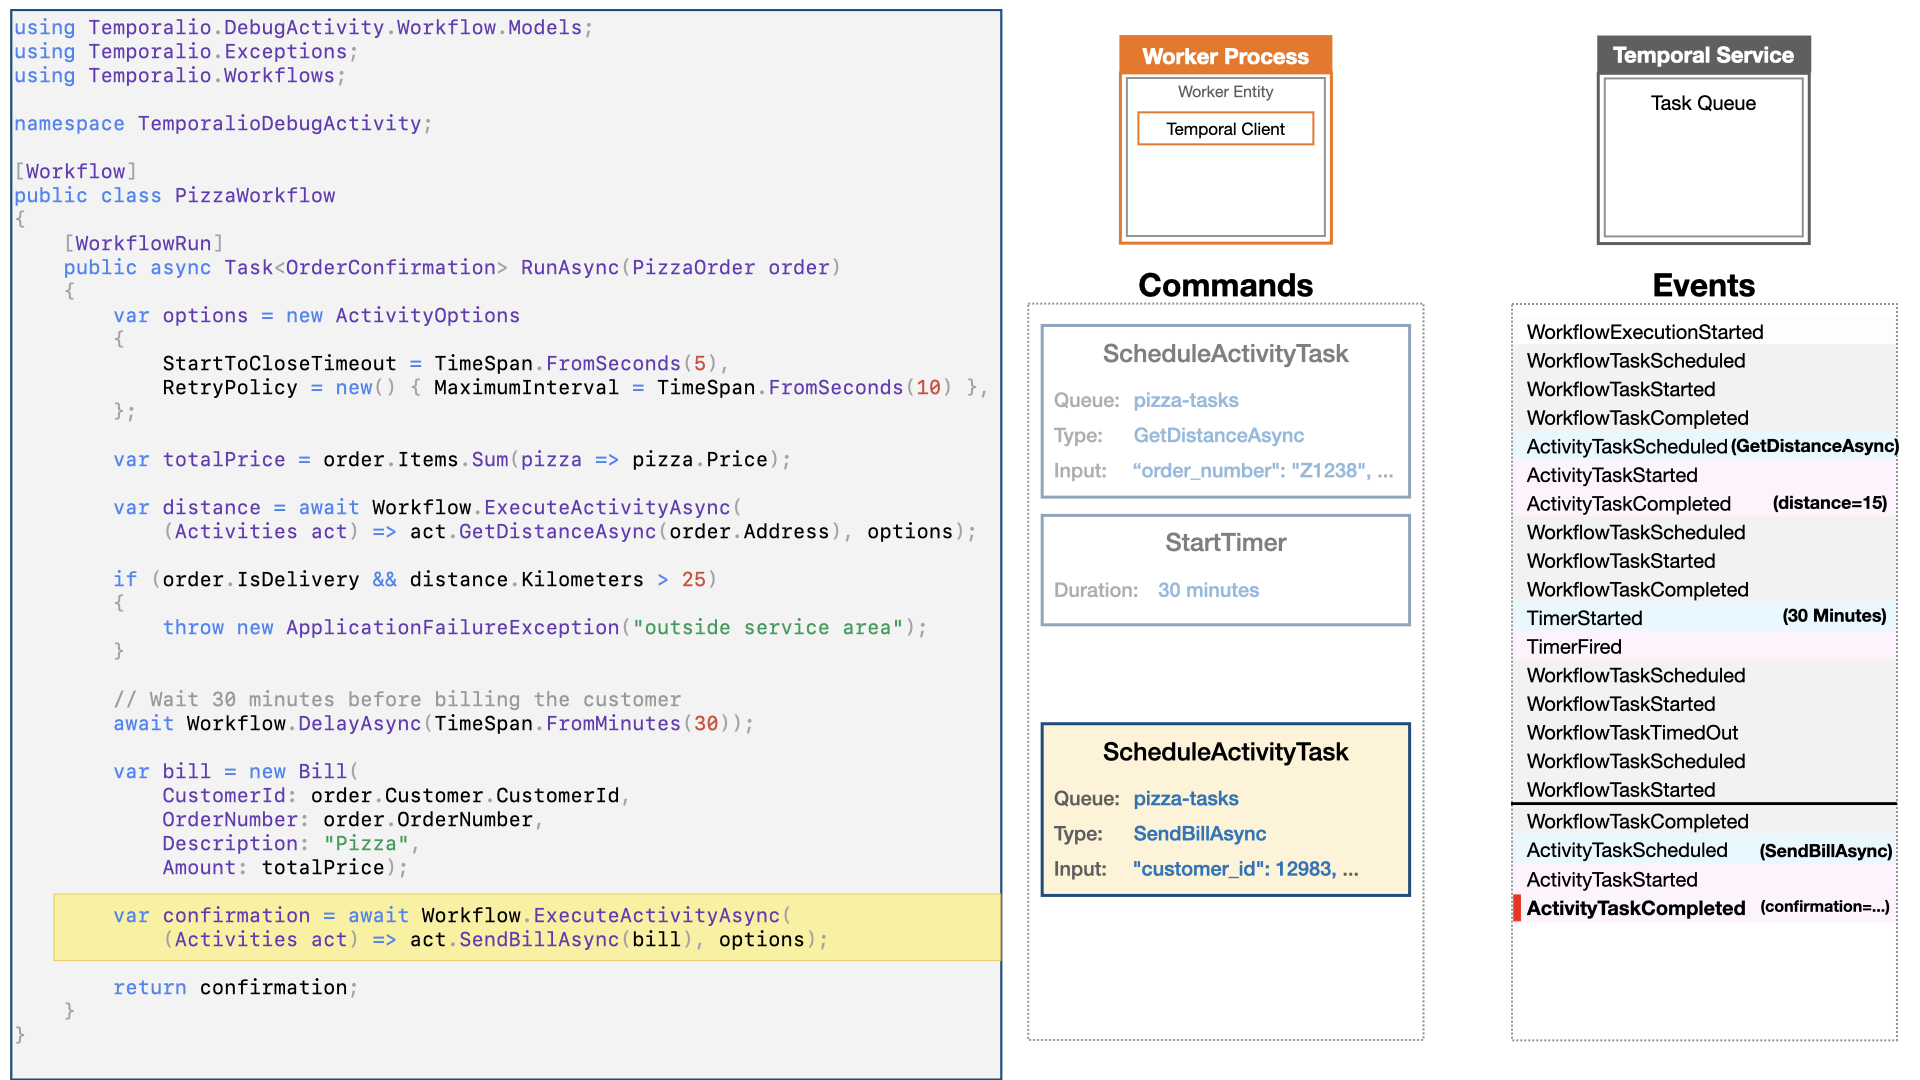 using Temporalio.DebugActivity.Workflow.Models;
using Temporalio.Exceptions;
using Temporalio.Workflows;
namespace TemporalioDebugActivity;
[Workflow]
public class PizzaWorkflow
{
[WorkflowRun]
public async Task<OrderConfirmation> RunAsync(PizzaOrder order)
{
var options = new ActivityOptions
{
StartToCloseTimeout = TimeSpan.FromSeconds(5),
RetryPolicy = new() { MaximumInterval = TimeSpan.FromSeconds(10) },
};
var totalPrice = order.Items.Sum(pizza => pizza.Price);
var distance = await Workflow.ExecuteActivityAsync(
(Activities act) => act.GetDistanceAsync(order.Address), options);
if (order.IsDelivery && distance.Kilometers > 25)
{
throw new ApplicationFailureException("outside service area");
}
// Wait 30 minutes before billing the customer
await Workflow.DelayAsync(TimeSpan.FromMinutes(30));
var bill = new Bill(
CustomerId: order.Customer.CustomerId,
OrderNumber: order.OrderNumber,
Description: "Pizza",
Amount: totalPrice);
var confirmation = await Workflow.ExecuteActivityAsync(
(Activities act) => act.SendBillAsync(bill), options);
return confirmation;
}
}
Worker Process
Worker Entity
Temporal Client
Commands
ScheduleActivityTask
Queue: pizza-tasks
Type: GetDistanceAsync
Input: “order_number": "Z1238", ...
StartTimer
Duration: 30 minutes
ScheduleActivityTask
Queue: pizza-tasks
Type: SendBillAsync
Input: "customer_id": 12983, ...
Temporal Service
Task Queue
Events
WorkflowExecutionStarted
WorkflowTaskScheduled
WorkflowTaskStarted
WorkflowTaskCompleted
ActivityTaskScheduled (GetDistanceAsync)
ActivityTaskStarted
ActivityTaskCompleted (distance=15)
WorkflowTaskScheduled
WorkflowTaskStarted
WorkflowTaskCompleted
TimerStarted (30 Minutes)
TimerFired
WorkflowTaskScheduled
WorkflowTaskStarted
WorkflowTaskTimedOut
WorkflowTaskScheduled
WorkflowTaskStarted
WorkflowTaskCompleted
ActivityTaskScheduled (SendBillAsync)
ActivityTaskStarted
ActivityTaskCompleted (confirmation=...)